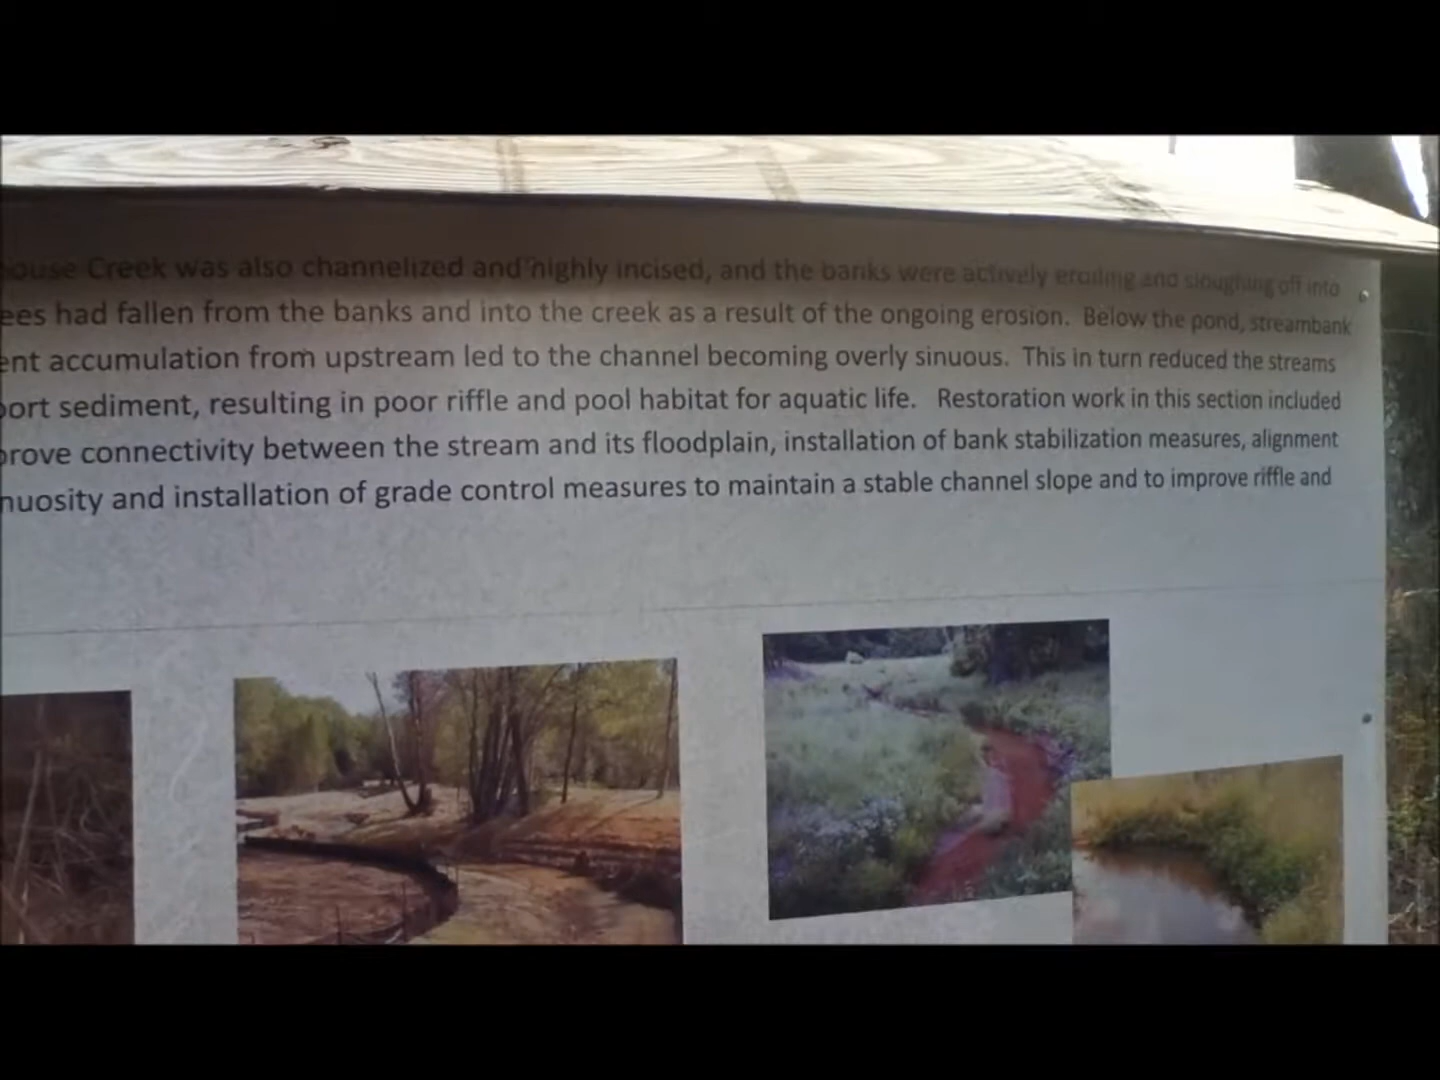 ouse Creek was also channelized and highly incised, and the banks were actively eroding and sloughing off into
ees had fallen from the banks and into the creek as a result of the ongoing erosion. Below the pond, streambank
ent accumulation from upstream led to the channel becoming overly sinuous. This in turn reduced the streams
ort sediment, resulting in poor riffle and pool habitat for aquatic life. Restoration work in this section included
prove connectivity between the stream and its floodplain, installation of bank stabilization measures, alignment
nuosity and installation of grade control measures to maintain a stable channel slope and to improve riffle and